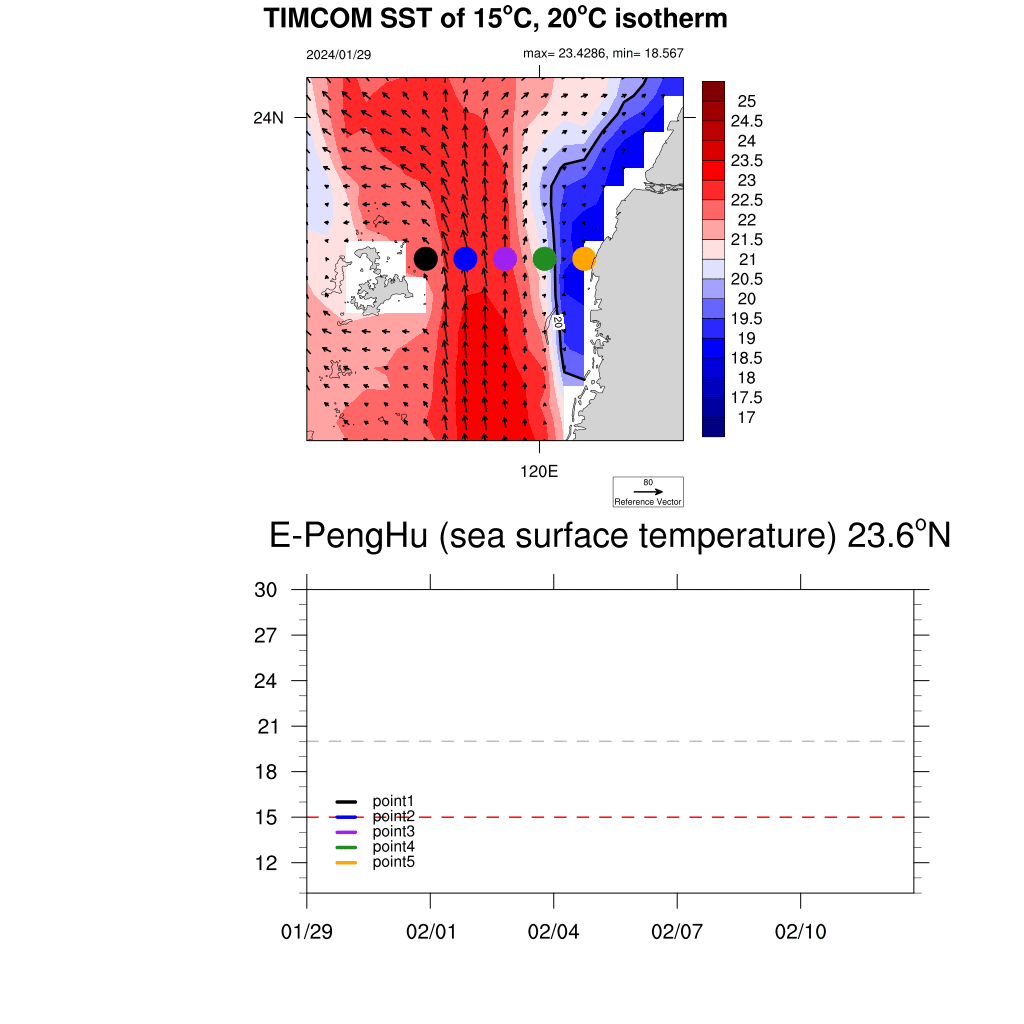 TIMCOM SST of 15°C, 20°C isotherm
2024/01/29
max= 23.4286, min= 18.567
24N
25
24.5
24
23.5
23
22.5
22
21.5
21
20.5
20
19.5
19
18.5
18
17.5
17
20
120E
80
Reference Vector
E-PengHu (sea surface temperature) 23.6°N
30
27
24
21
18
15
12
point1
point2
point3
point4
point5
01/29
02/01
02/04
02/07
02/10